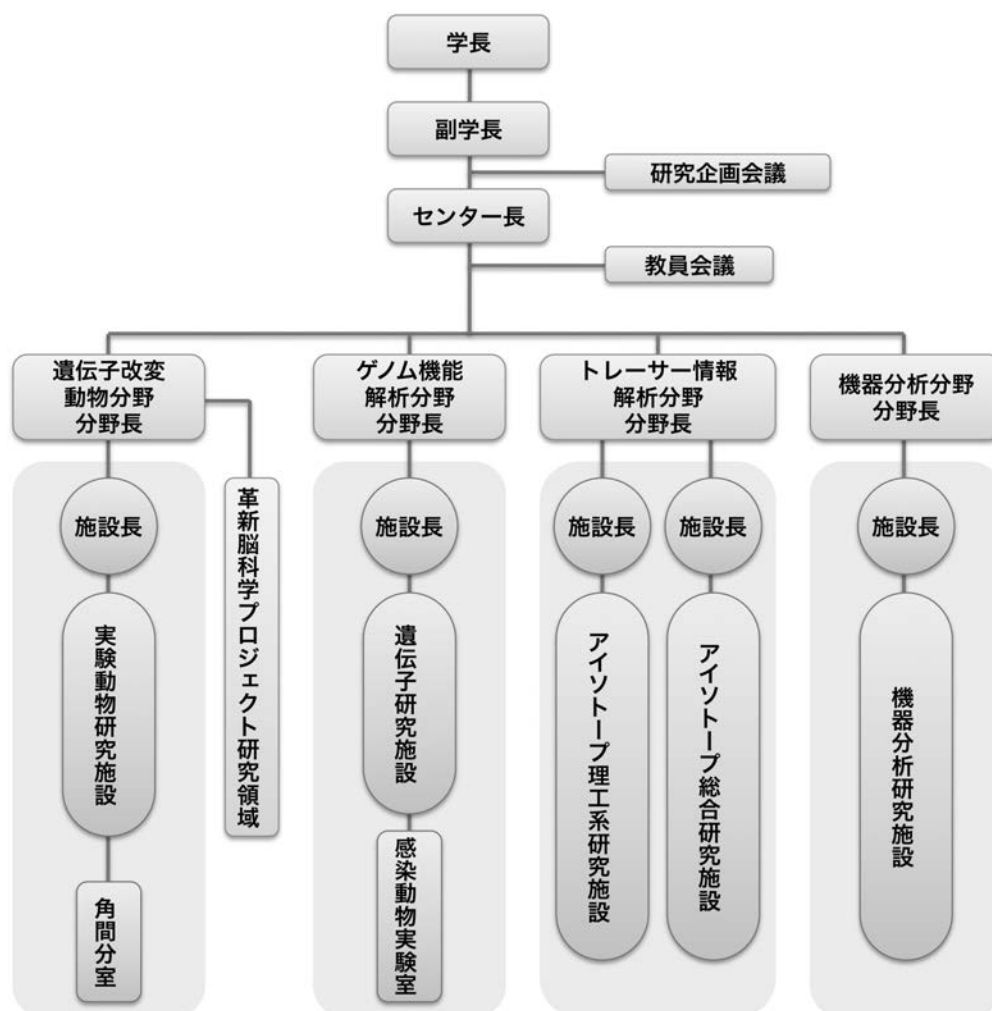 学長
副学長
研究企画会議
センター長
教員会議
遺伝子改変
動物分野
分野長
ゲノム機能
解析分野
分野長
トレーサー情報
解析分野
分野長
機器分析分野
分野長
施設長
革新脳科学プロジェクト研究領域
施設長
施設長
施設長
施設長
実験動物研究施設
遺伝子研究施設
アイソトープ理工系研究施設
アイソトープ総合研究施設
機器分析研究施設
角間分室
感染動物実験室